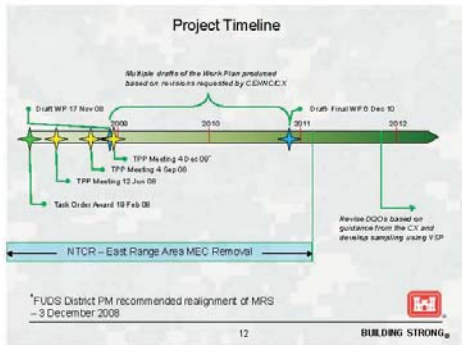 Project Timeline
Multiple drafts of the Work Plan produced
based on revisions requested by CEHNC/CX
Draft WP 17 Nov 08
Draft-Final WP 6 Dec 10
2009
2010
2011
2012
TPP Meeting 4 Dec 09*
TPP Meeting 4 Sep 08
TPP Meeting 12 Jun 08
Task Order Award 19 Feb 08
Revise DQOs based on
guidance from the CX and
develop sampling using VSP
NTCR – East Range Area MEC Removal
*FUDS District PM recommended realignment of MRS
– 3 December 2008
12
BUILDING STRONG®